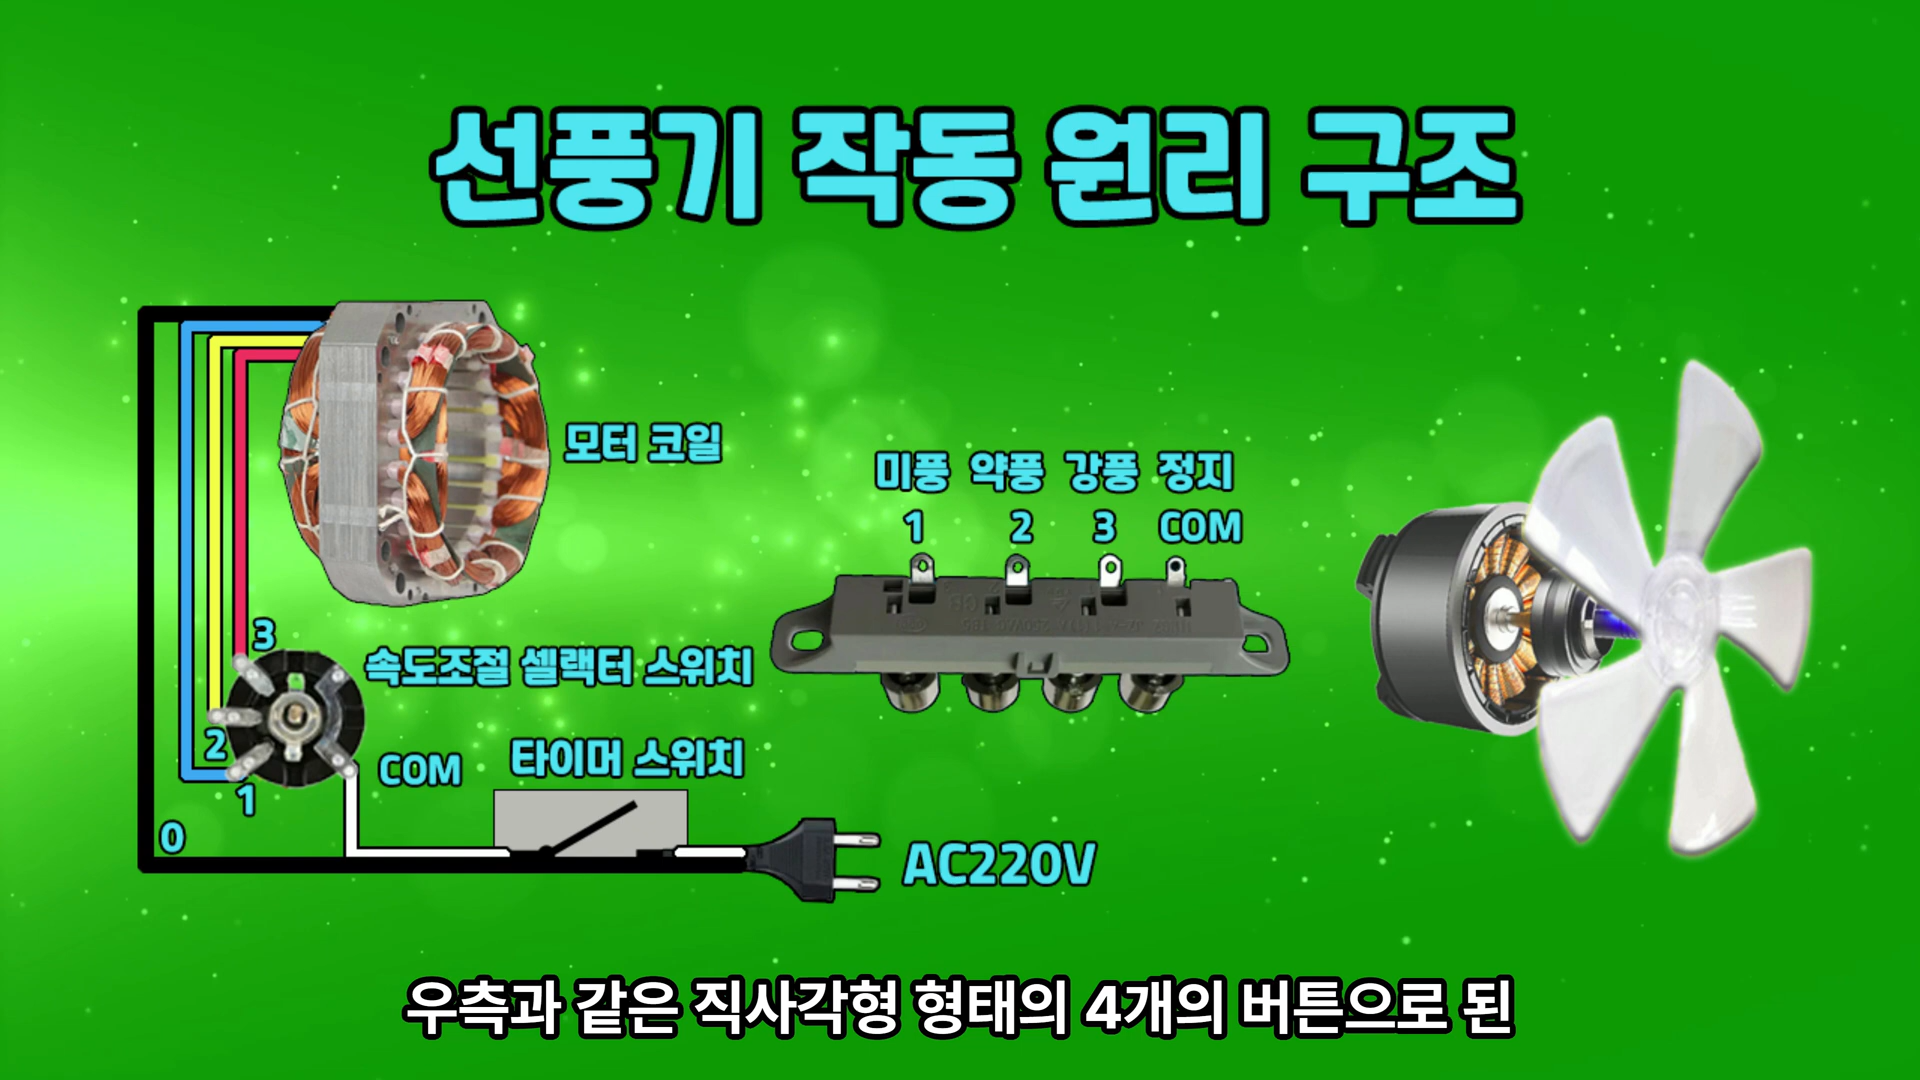 선풍기 작동 원리 구조
모터 코일
미풍 약풍 강풍 정지
1 2 3 COM
3
속도조절 셀랙터 스위치
2
COM
타이머 스위치
1
0
AC220V
우측과 같은 직사각형 형태의 4개의 버튼으로 된